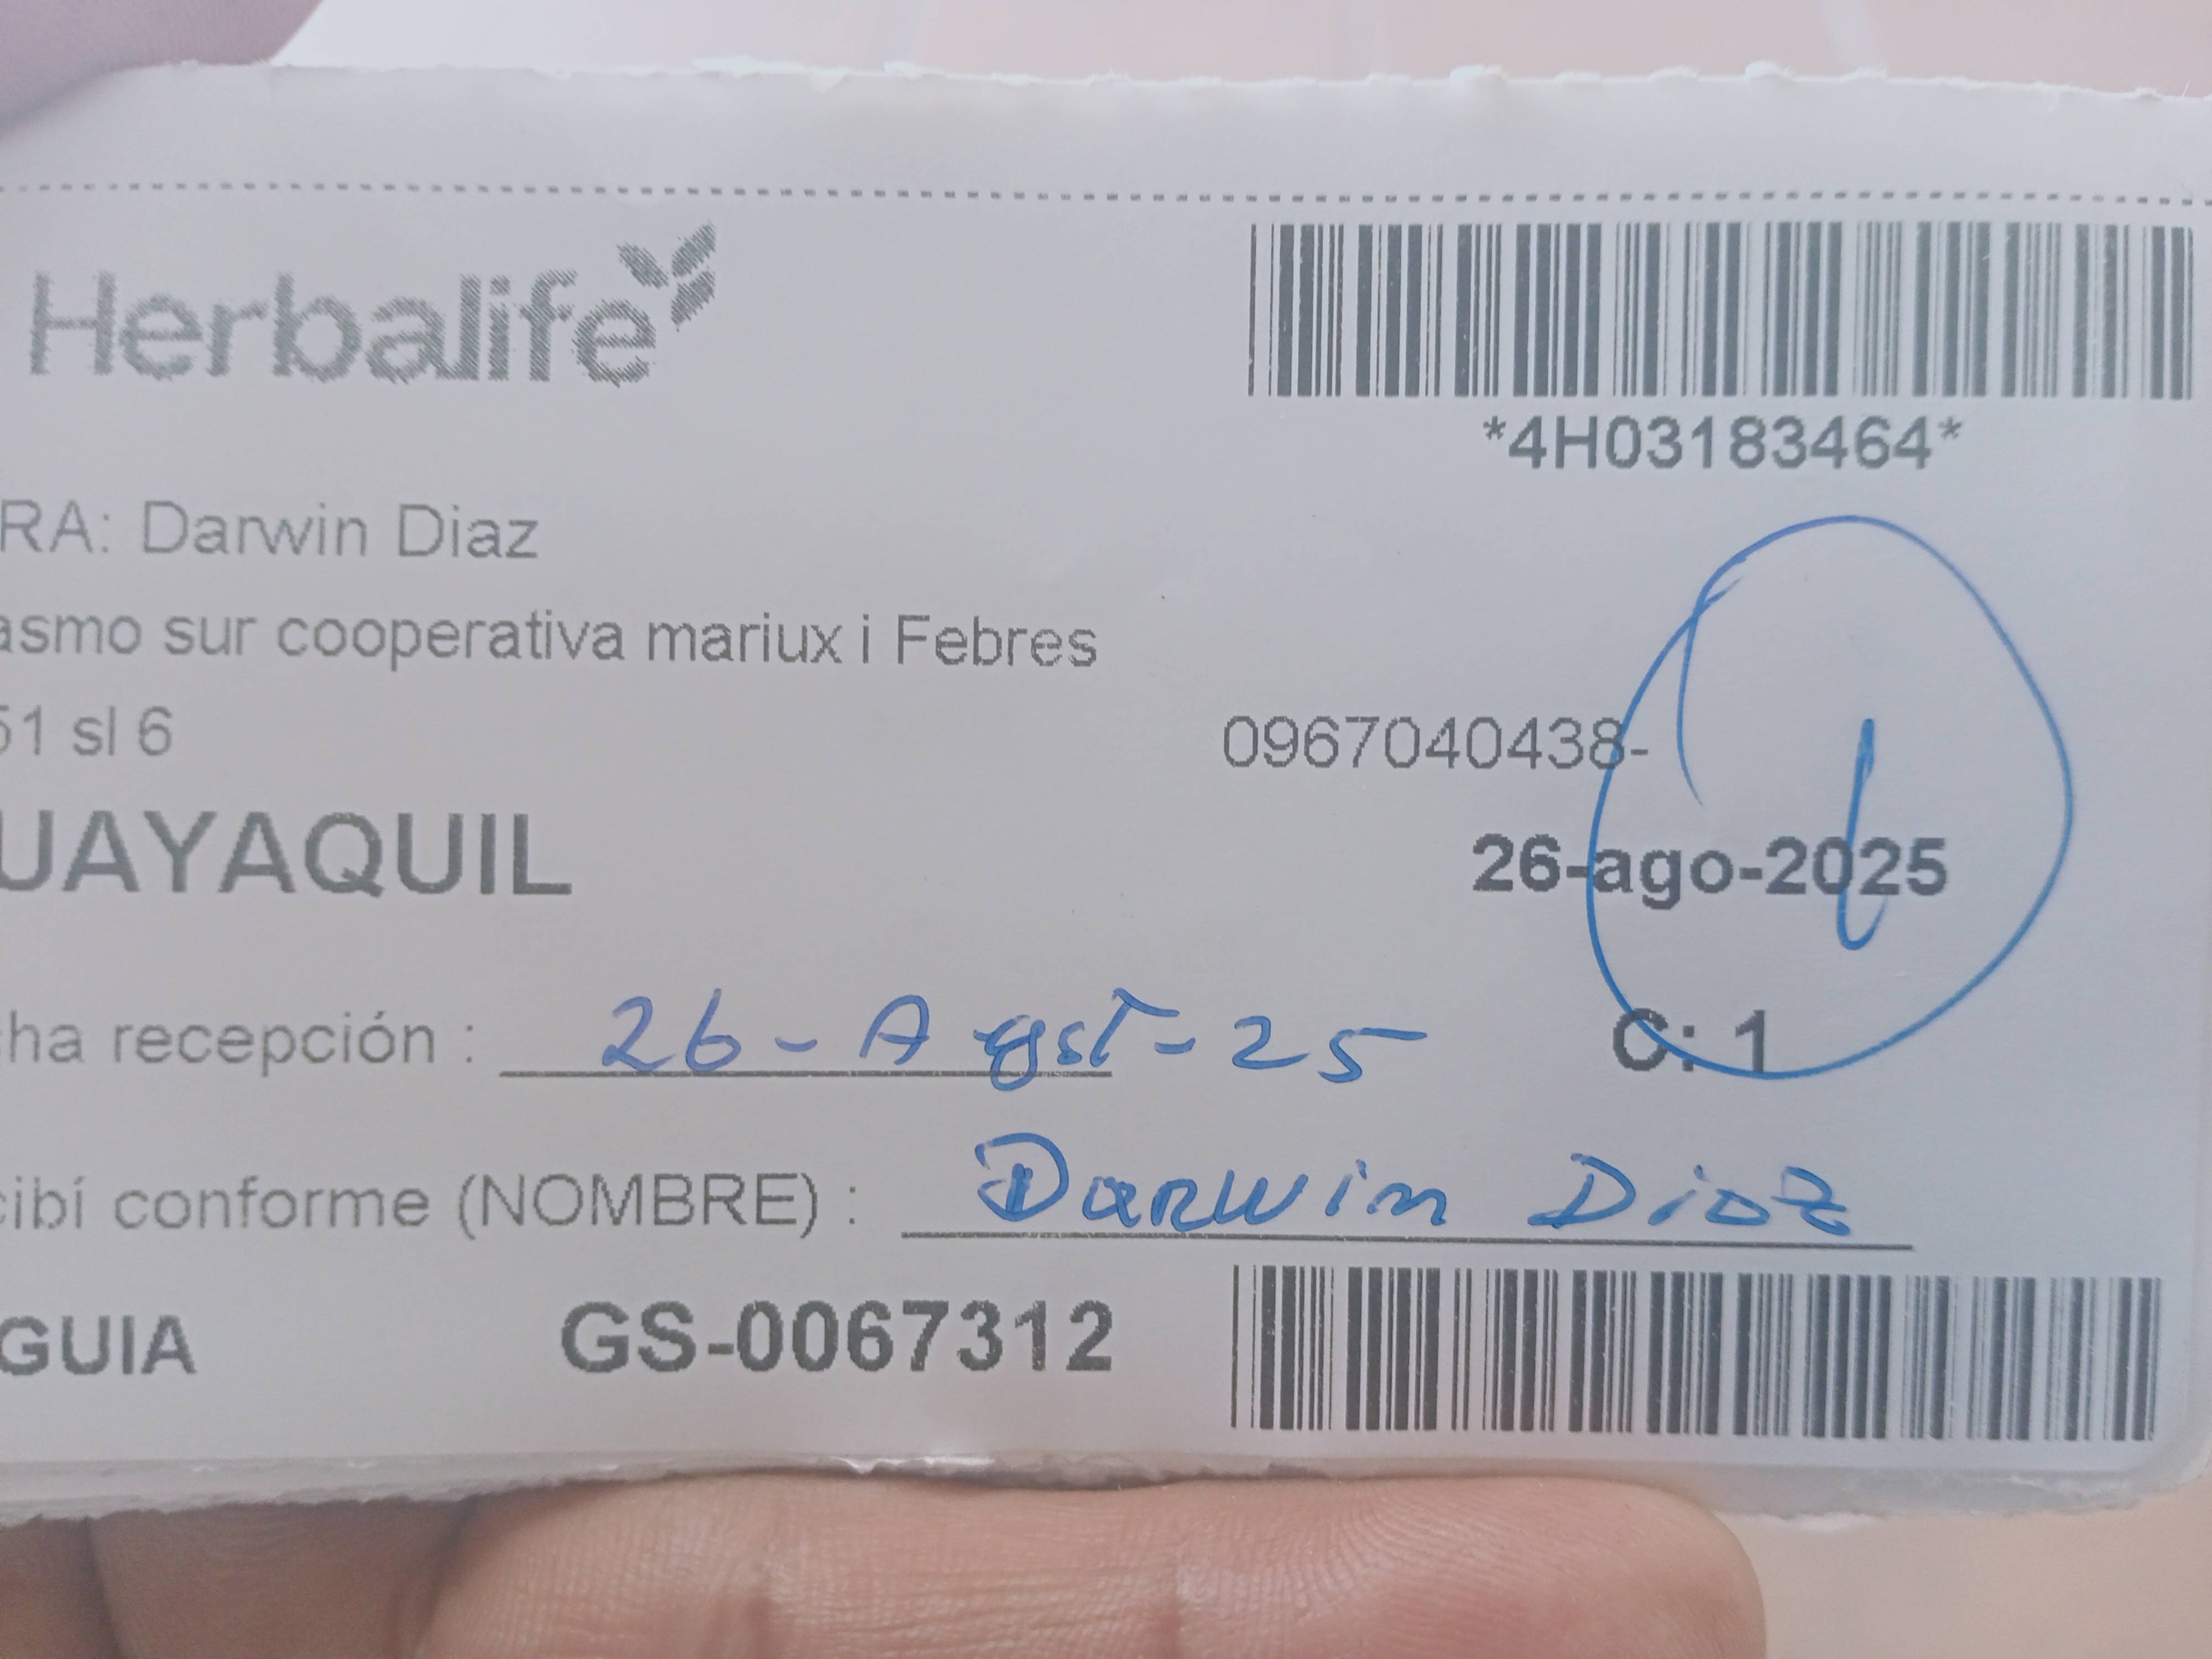 Herbalife
*4H03183464*
RA: Darwin Diaz
asmo sur cooperativa mariux i Febres
51 sl 6
0967040438-
UAYAQUIL
26-ago-2025
cha recepción : 26-Agst-25
C: 1
cibí conforme (NOMBRE) : Darwin Diaz
GUIA GS-0067312